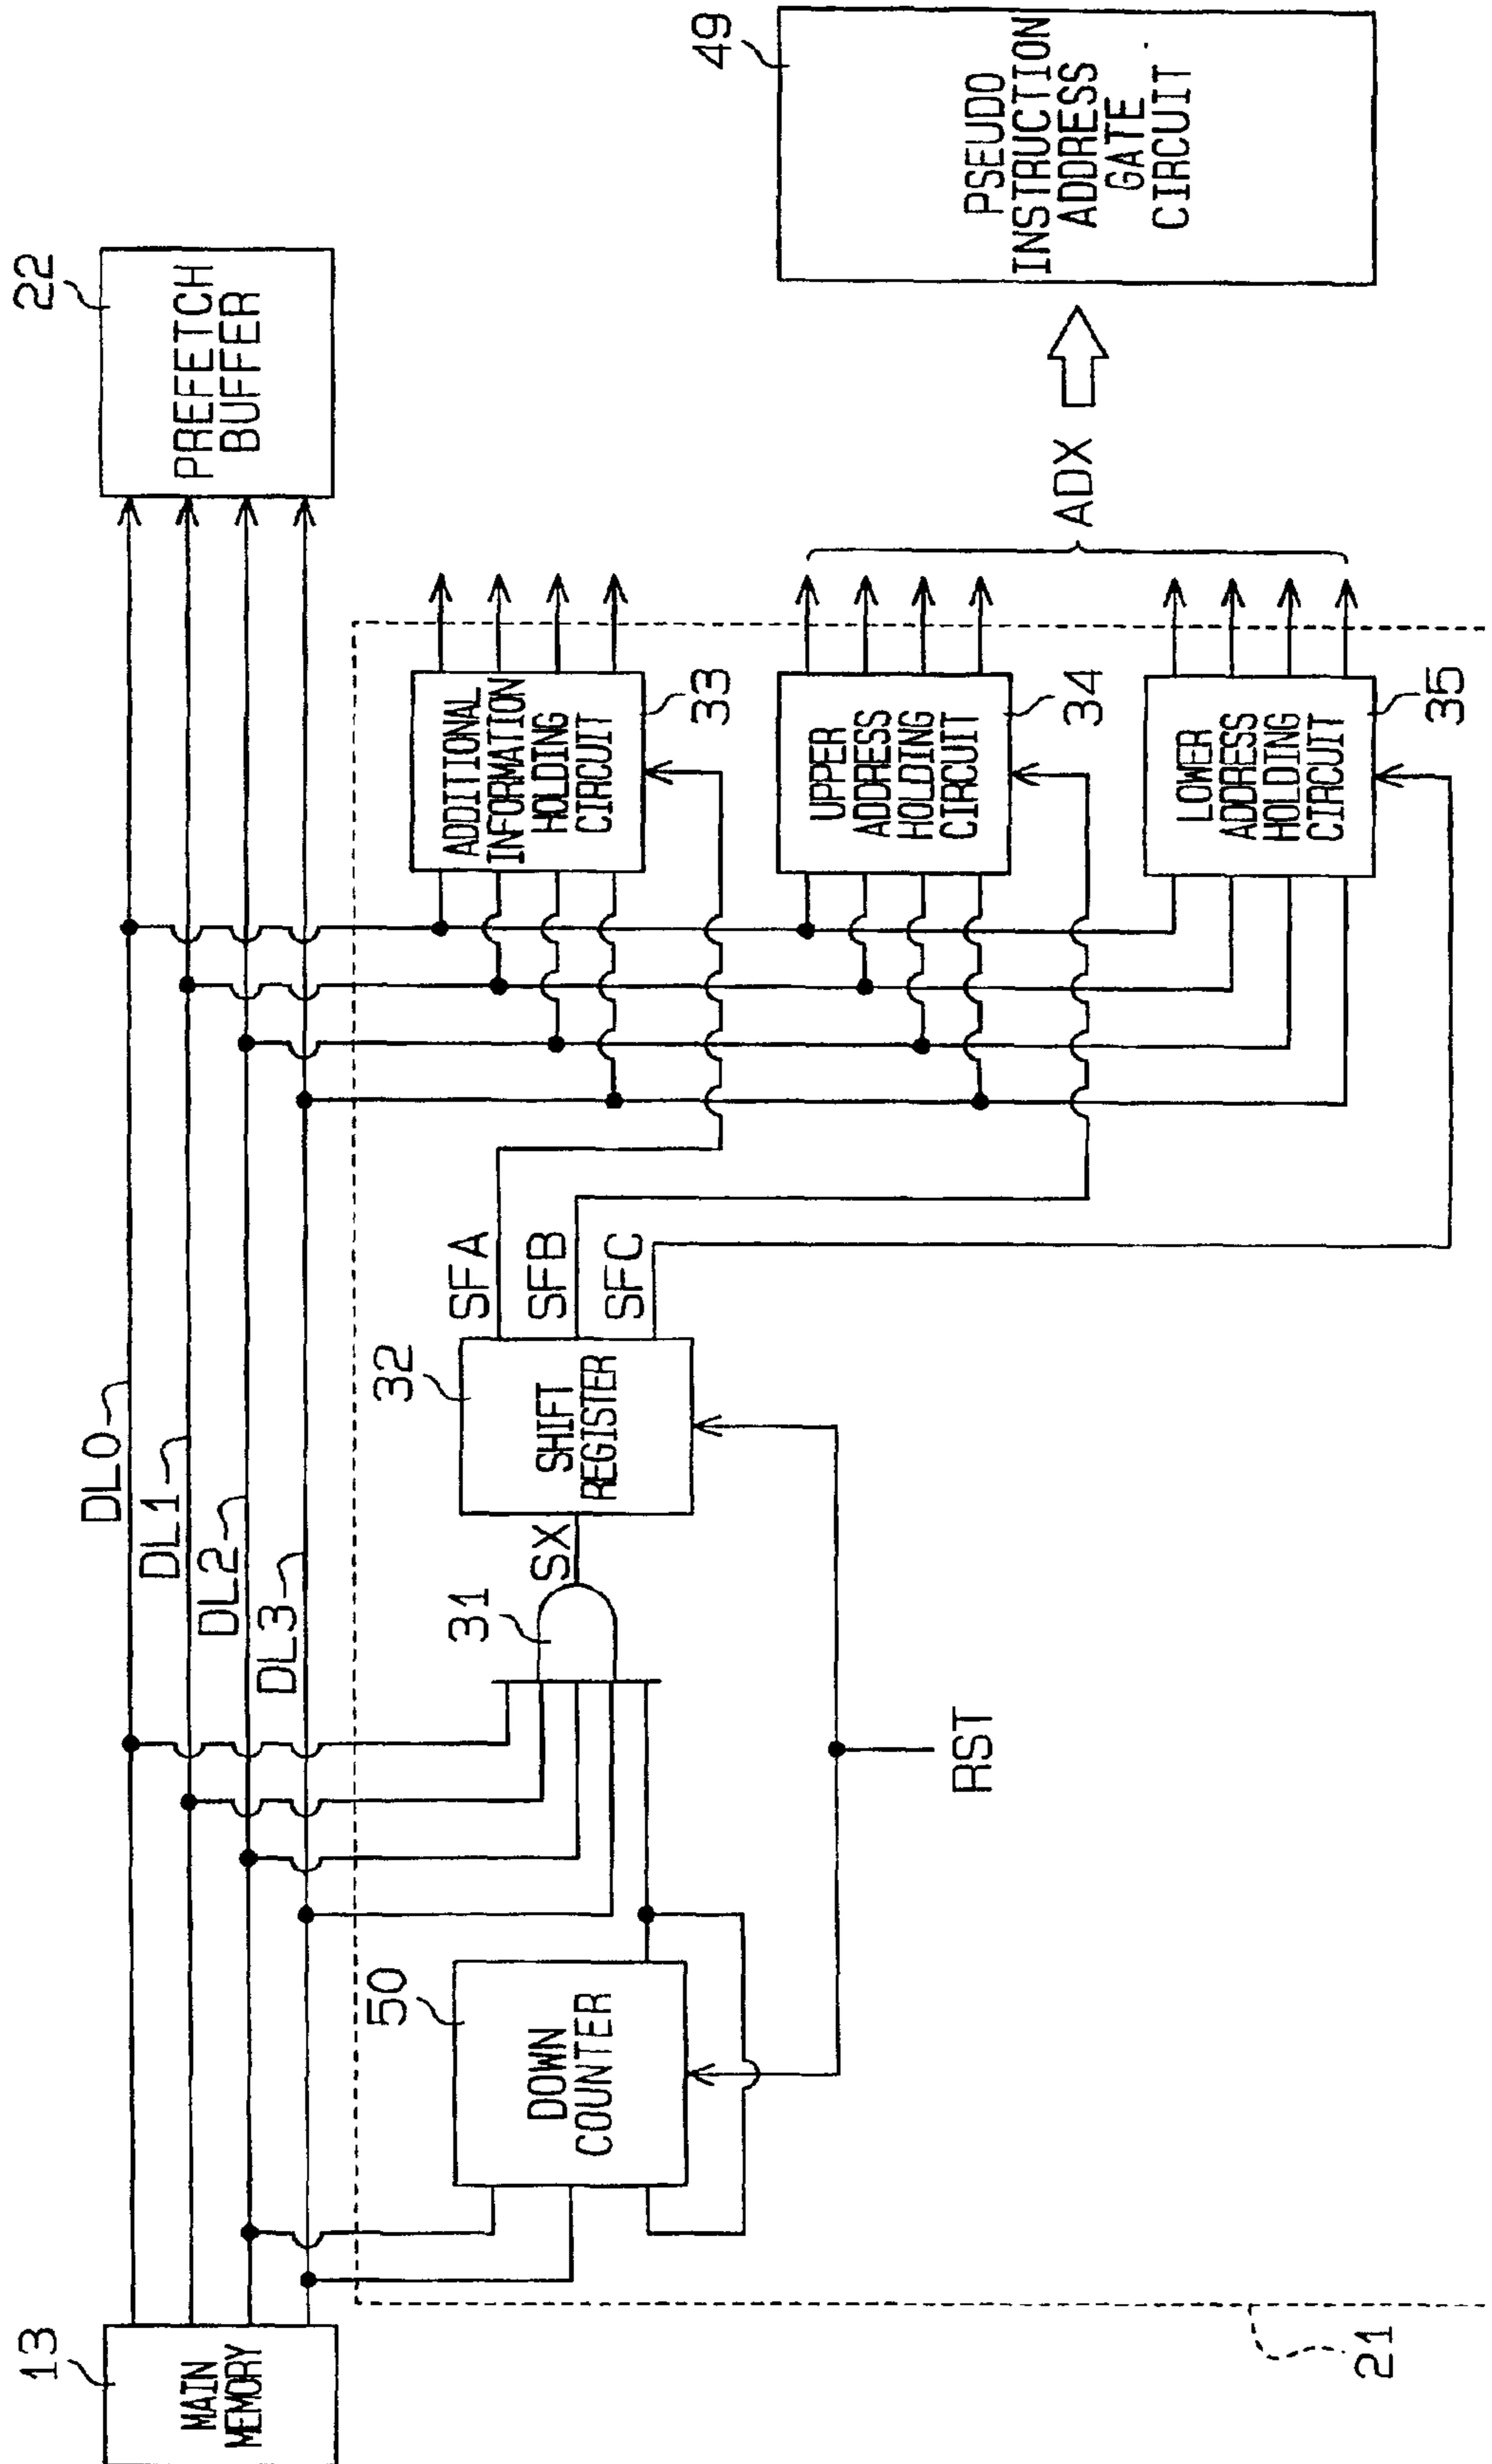 13
MAIN
MEMORY
DL0
DL1
DL2
DL3
22
PREFETCH
BUFFER
50
DOWN
COUNTER
31
SX
32
SHIFT
REGISTER
SFA
SFB
SFC
RST
ADDITIONAL
INFORMATION
HOLDING
CIRCUIT
33
UPPER
ADDRESS
HOLDING
CIRCUIT
34
LOWER
ADDRESS
HOLDING
CIRCUIT
35
ADX
49
PSEUDO
INSTRUCTION
ADDRESS
GATE
CIRCUIT
21